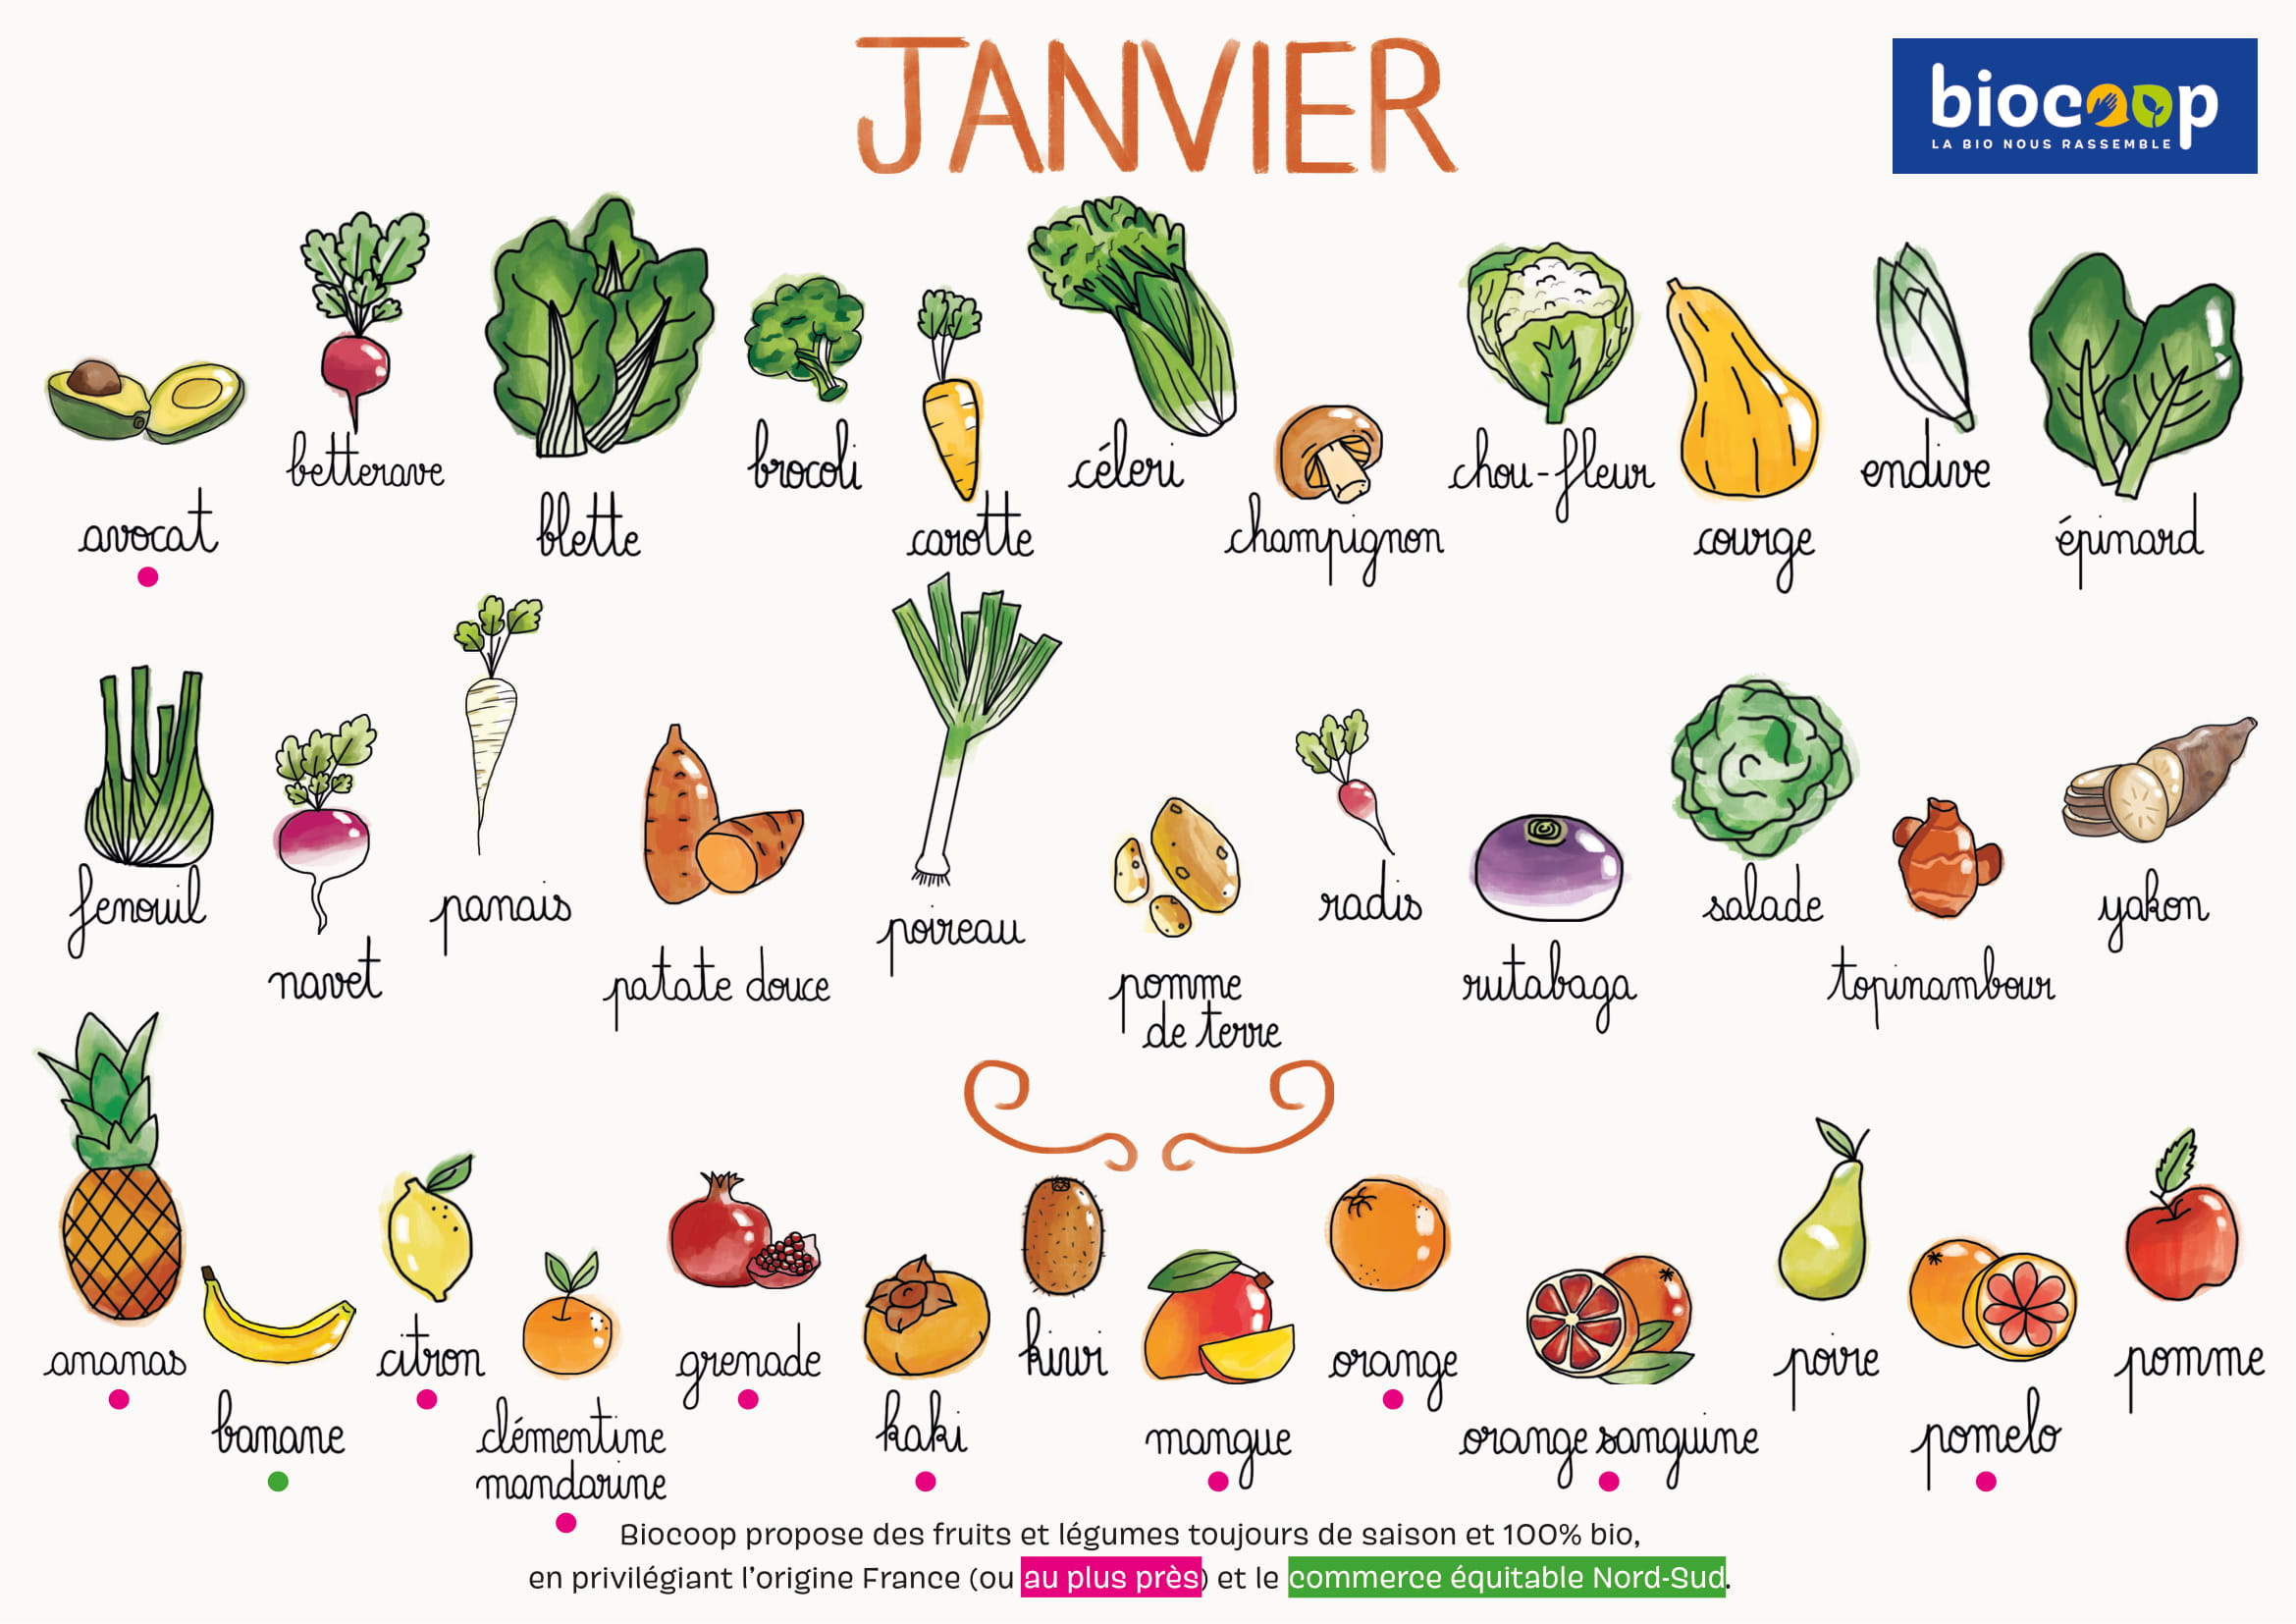 JANVIER
biocoop
LA BIO NOUS RASSEMBLE
avocat
betterave
blette
brocoli
carotte
céleri
champignon
chou-fleur
courge
endive
épinard
fenouil
navet
panais
patate douce
poireau
pomme
de terre
radis
rutabaga
salade
topinambour
yakon
ananas
banane
citron
clémentine
mandarine
grenade
kaki
kiwi
mangue
orange
orange sanguine
poire
pomelo
pomme
Biocoop propose des fruits et légumes toujours de saison et 100% bio,
en privilégiant l'origine France (ou au plus près) et le commerce équitable Nord-Sud.